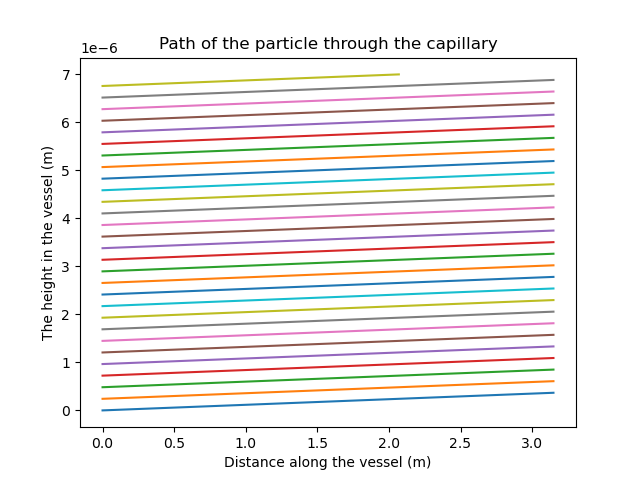 Path of the particle through the capillary
1e−6
The height in the vessel (m)
7
6
5
4
3
2
1
0
0.0 0.5 1.0 1.5 2.0 2.5 3.0
Distance along the vessel (m)